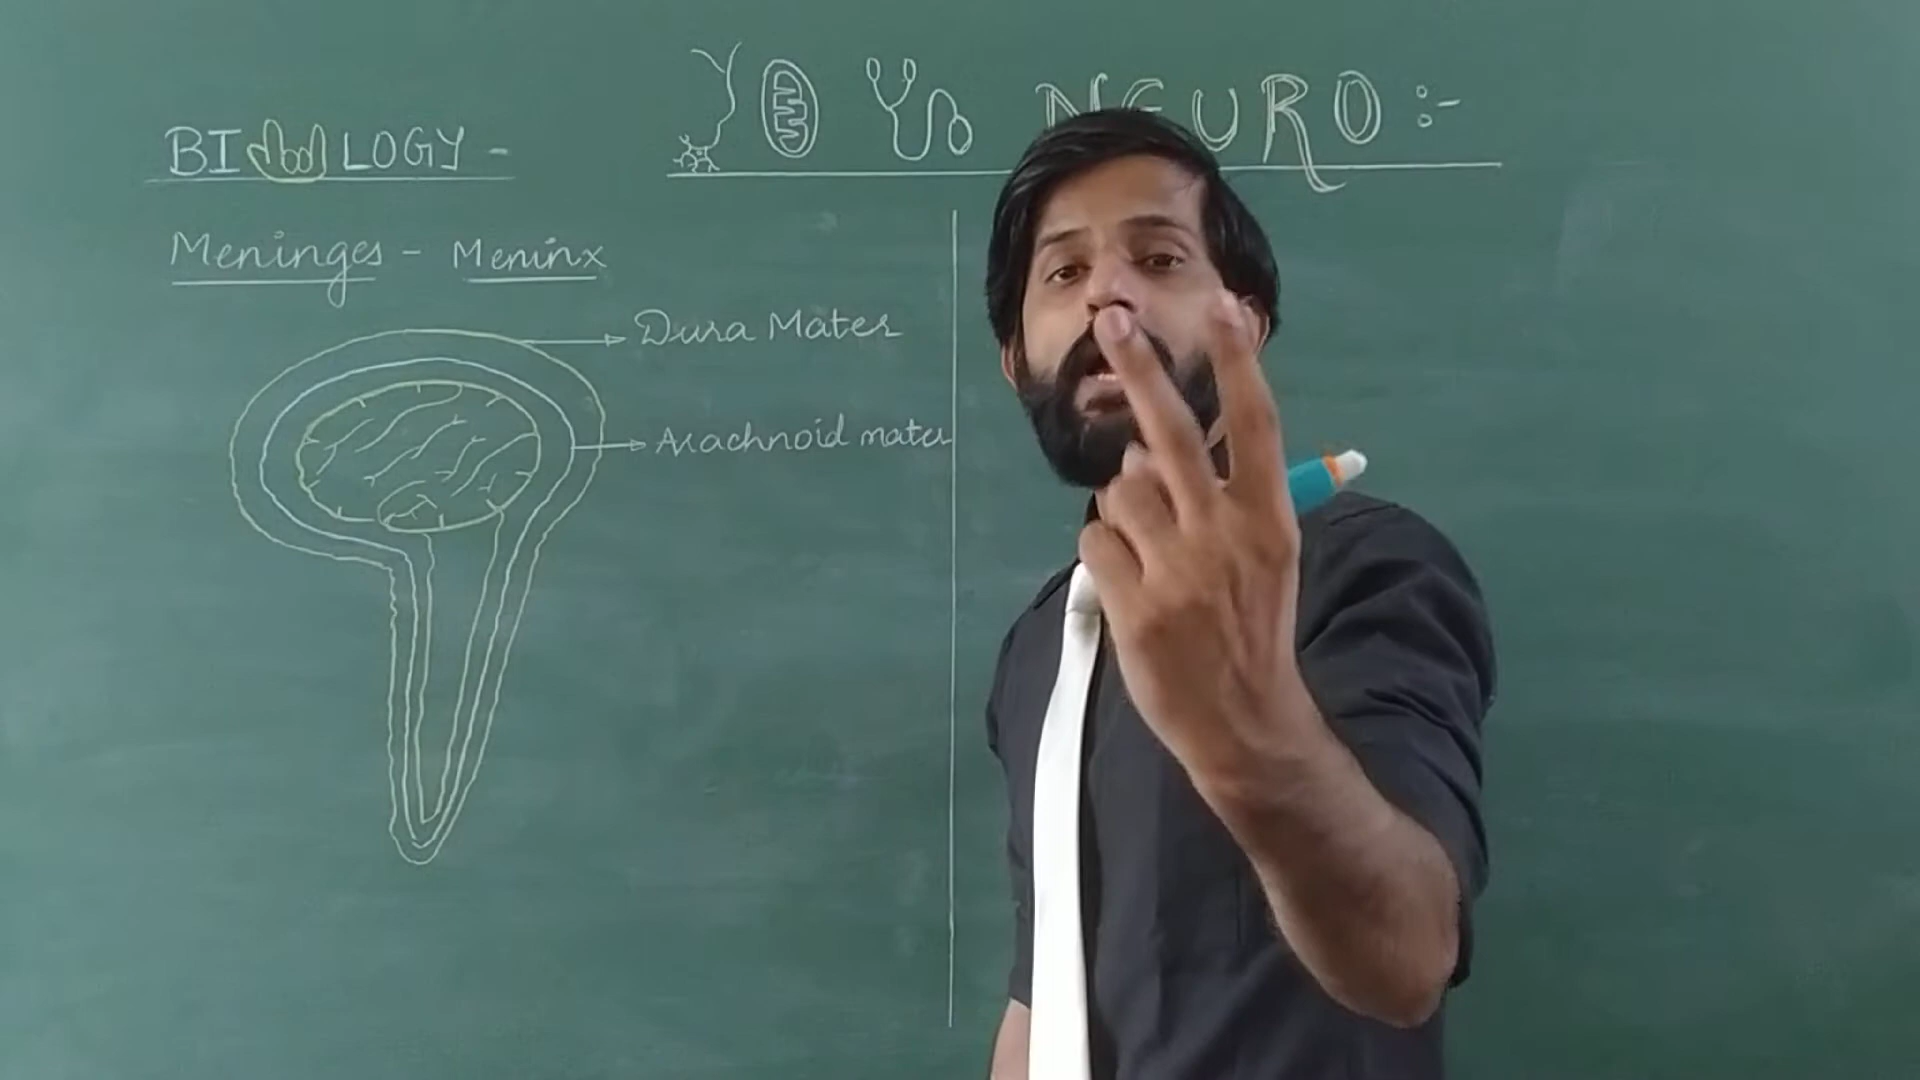 BIOLOGY -
NEURO :-
Meninges - Meninx
Dura Mater
Arachnoid mater